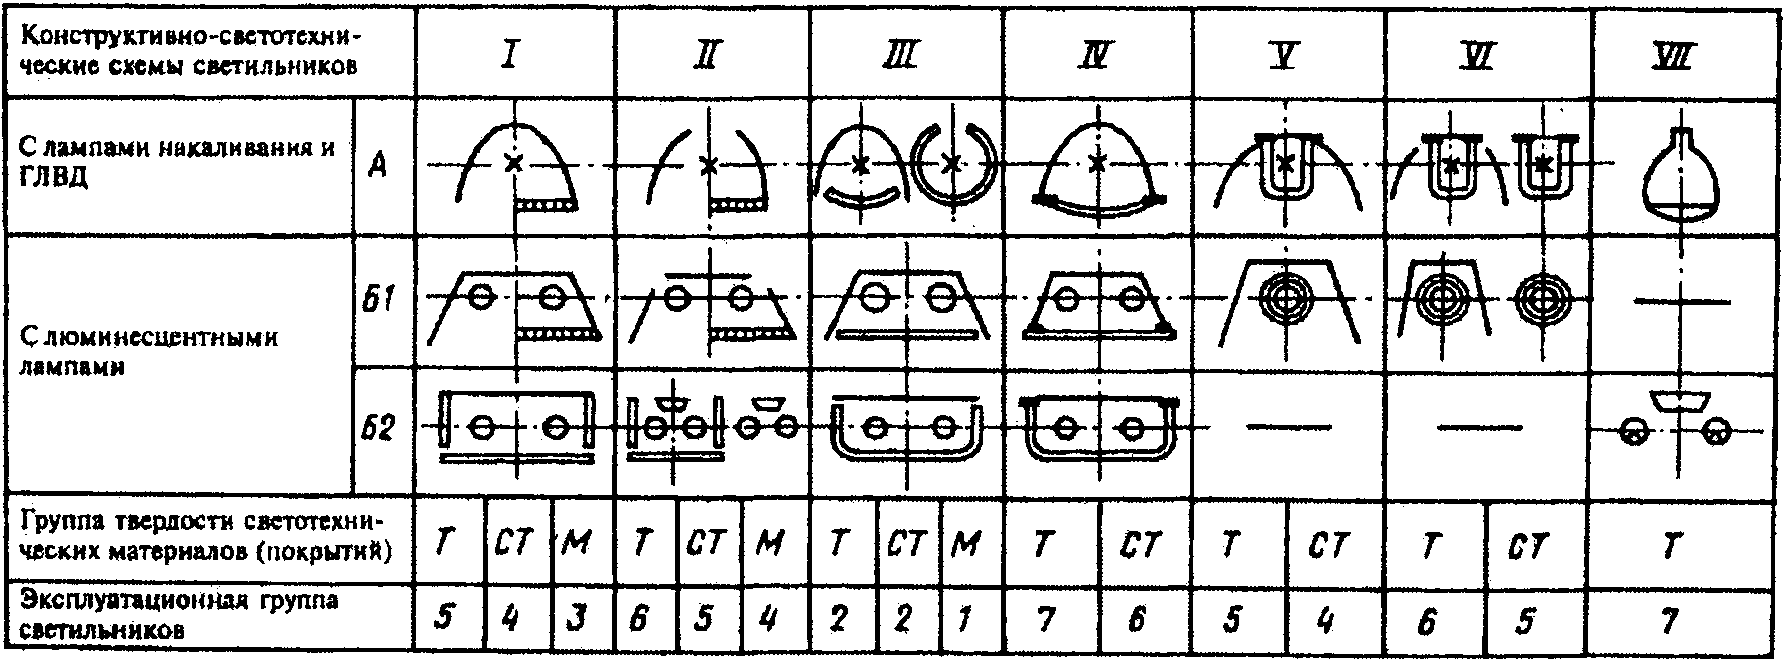 Конструктивно-светотехни-
ческие схемы светильников
I II III IV V VI VII
С лампами накаливания и
ГЛВД
А
С люминесцентными
лампами
Б1
Б2
Группа твердости светотехни-
ческих материалов (покрытий)
Т СТ М Т СТ М Т СТ М Т СТ Т СТ Т СТ Т
Эксплуатационная группа
светильников
5 4 3 6 5 4 2 2 1 7 6 5 4 6 5 7